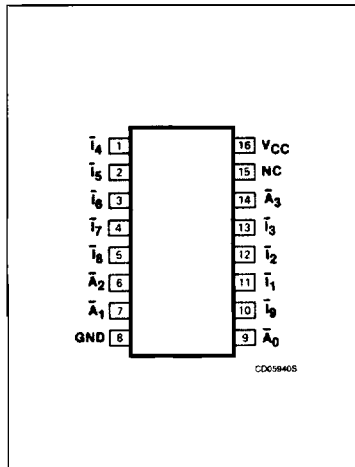 Ī4 1 16 VCC
Ī5 2 15 NC
Ī6 3 14 Ā3
Ī7 4 13 Ī3
Ī8 5 12 Ī2
Ā2 6 11 Ī1
Ā1 7 10 Ī9
GND 8 9 Ā0
CD05940S